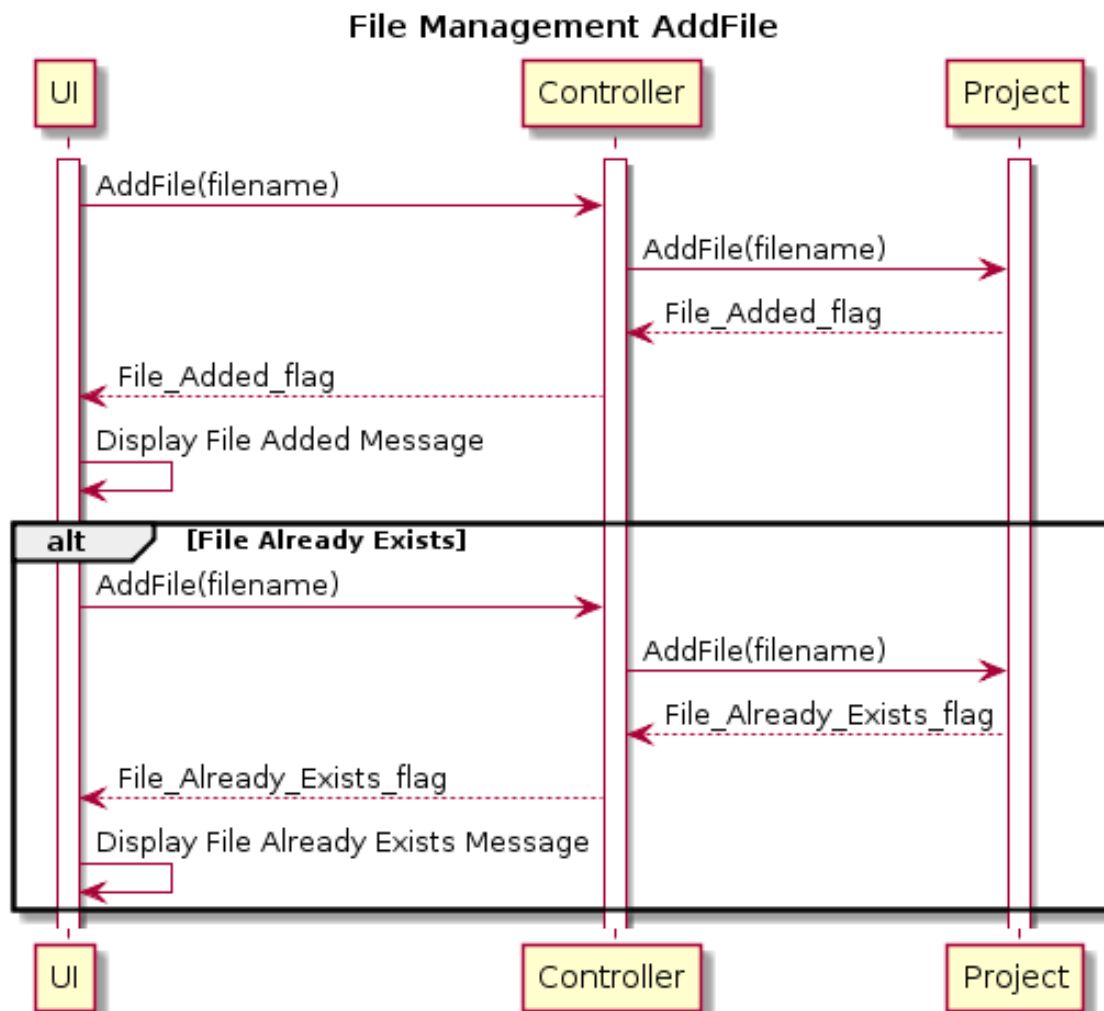 File Management AddFile
UI Controller Project
AddFile(filename)
AddFile(filename)
File_Added_flag
File_Added_flag
Display File Added Message
alt [File Already Exists]
AddFile(filename)
AddFile(filename)
File_Already_Exists_flag
File_Already_Exists_flag
Display File Already Exists Message
UI Controller Project